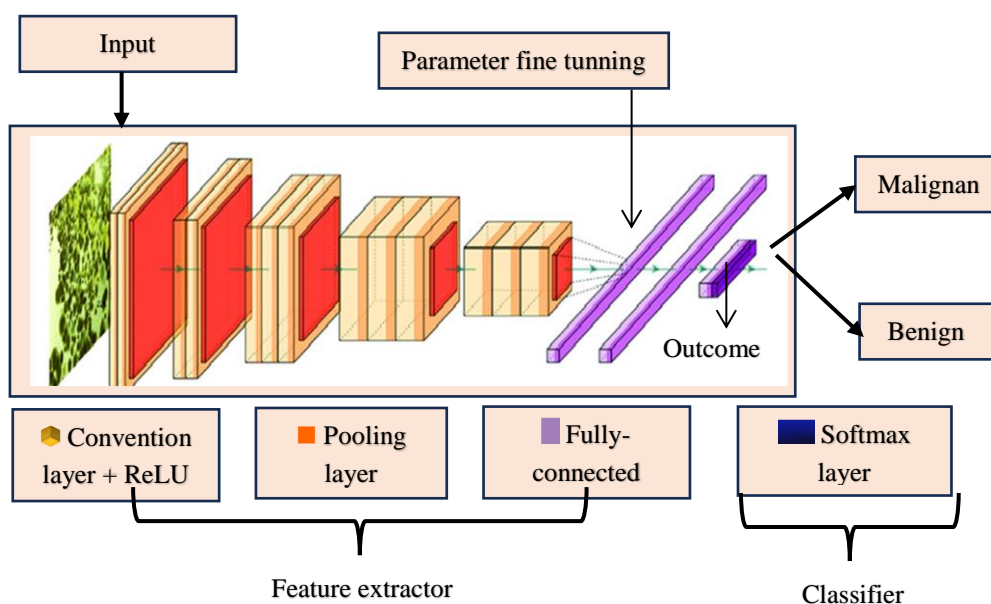 Input
Parameter fine tunning
Malignan
Benign
Outcome
Convention
layer + ReLU
Pooling
layer
Fully-
connected
Softmax
layer
Feature extractor
Classifier